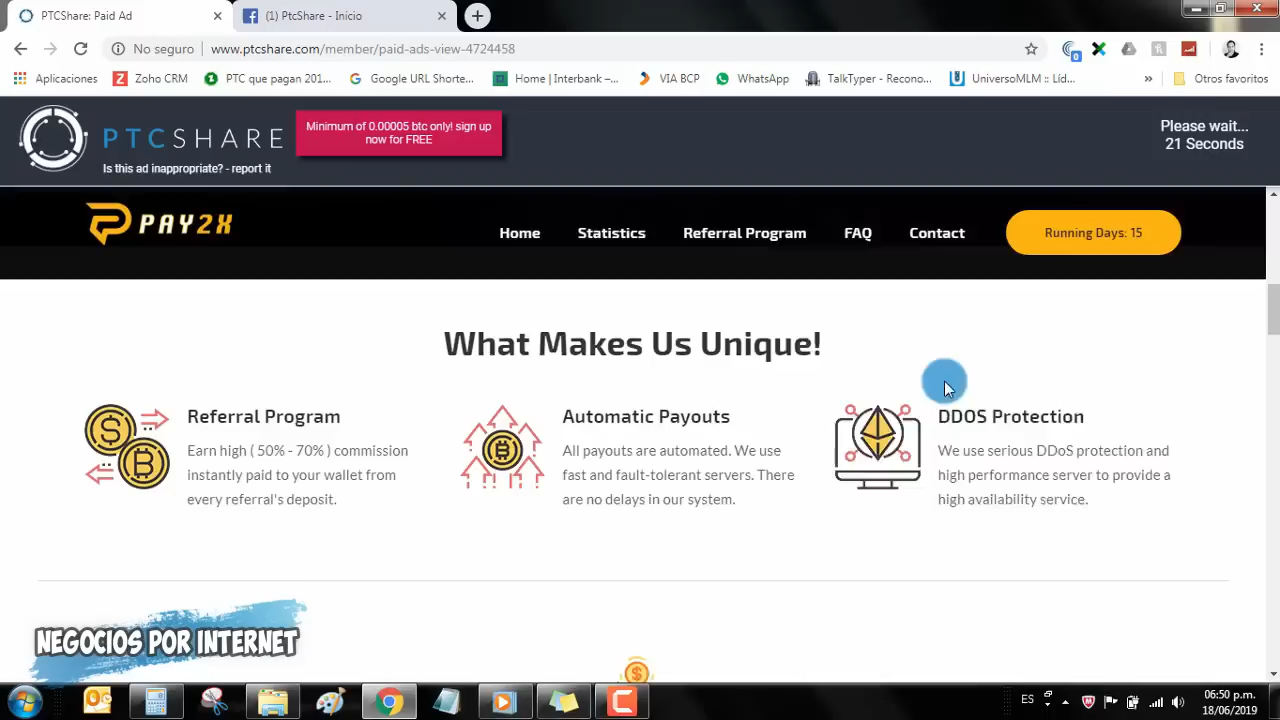 PTCShare: Paid Ad
(1) PtcShare - Inicio
No seguro
www.ptcshare.com/member/paid-ads-view-4724458
0
Aplicaciones
Zoho CRM
PTC que pagan 201...
Google URL Shorte...
Home | Interbank –...
VIA BCP
WhatsApp
TalkTyper - Recono...
UniversoMLM :: Líd...
»
Otros favoritos
PTCSHARE
Is this ad inappropriate? - report it
Minimum of 0.00005 btc only! sign up
now for FREE
Please wait...
21 Seconds
PAY2X
Home
Statistics
Referral Program
FAQ
Contact
Running Days: 15
What Makes Us Unique!
Referral Program
Earn high ( 50% - 70% ) commission
instantly paid to your wallet from
every referral's deposit.
Automatic Payouts
All payouts are automated. We use
fast and fault-tolerant servers. There
are no delays in our system.
DDOS Protection
We use serious DDoS protection and
high performance server to provide a
high availability service.
NEGOCIOS POR INTERNET
ES
06:50 p.m.
18/06/2019